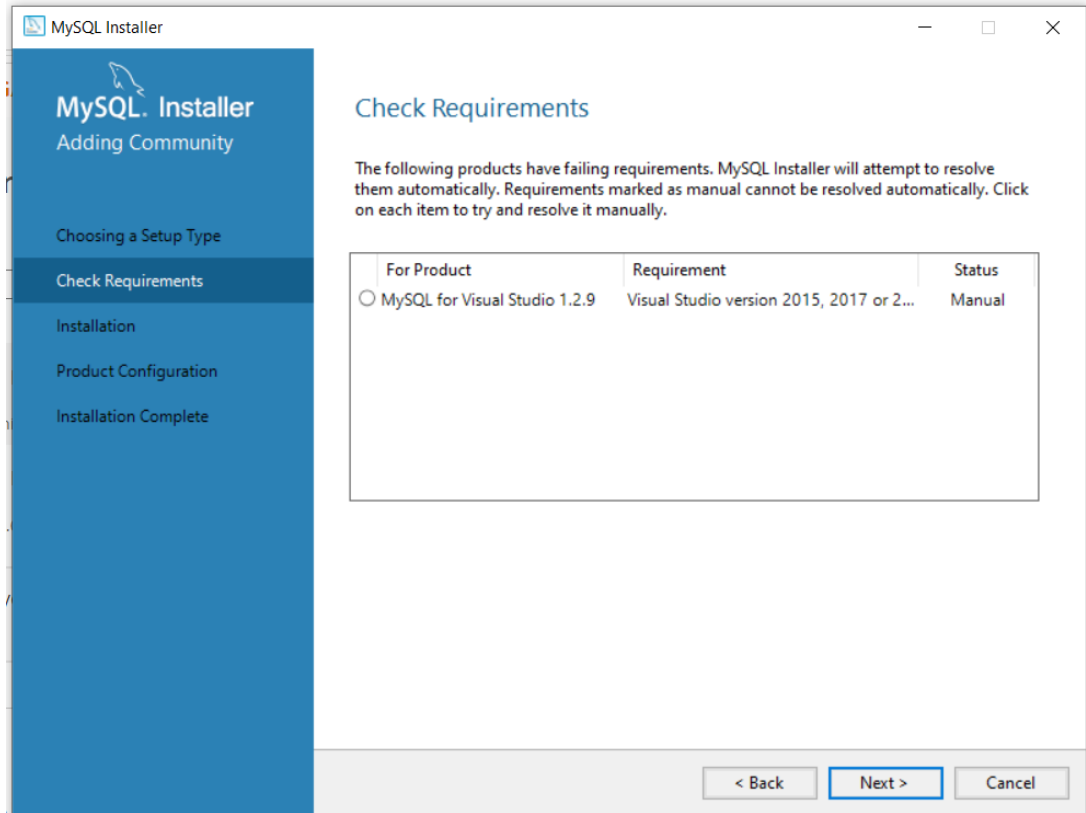 MySQL Installer
MySQL. Installer
Adding Community
Choosing a Setup Type
Check Requirements
Installation
Product Configuration
Installation Complete
Check Requirements
The following products have failing requirements. MySQL Installer will attempt to resolve
them automatically. Requirements marked as manual cannot be resolved automatically. Click
on each item to try and resolve it manually.
For Product Requirement Status
MySQL for Visual Studio 1.2.9 Visual Studio version 2015, 2017 or 2... Manual
< Back Next > Cancel